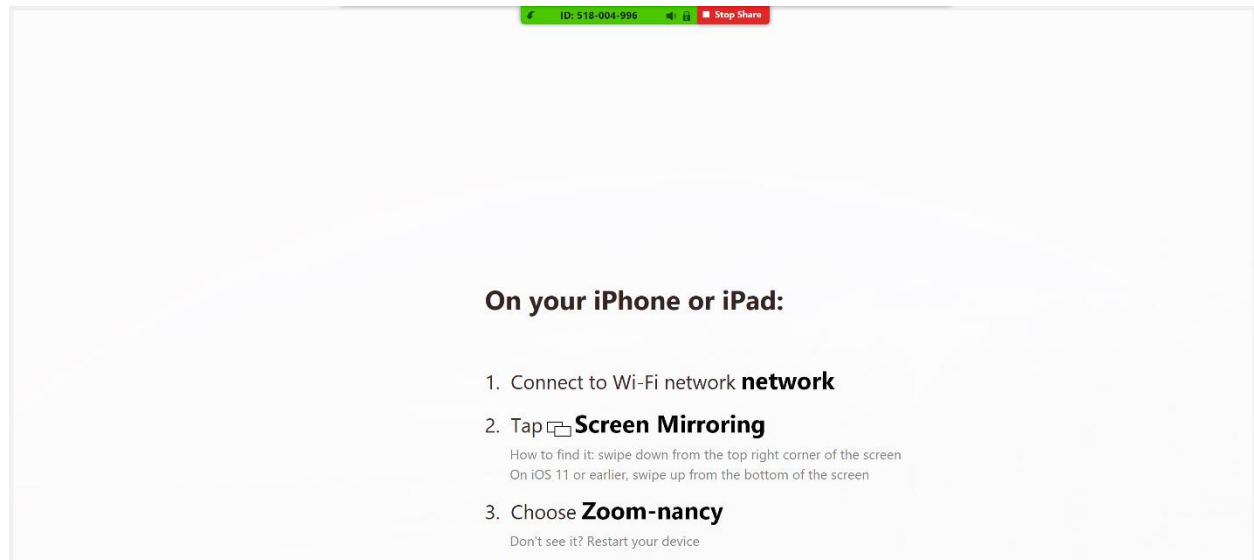 ID: 518-004-996 Stop Share
On your iPhone or iPad:
1. Connect to Wi-Fi network network
2. Tap Screen Mirroring
How to find it: swipe down from the top right corner of the screen
On iOS 11 or earlier, swipe up from the bottom of the screen
3. Choose Zoom-nancy
Don't see it? Restart your device